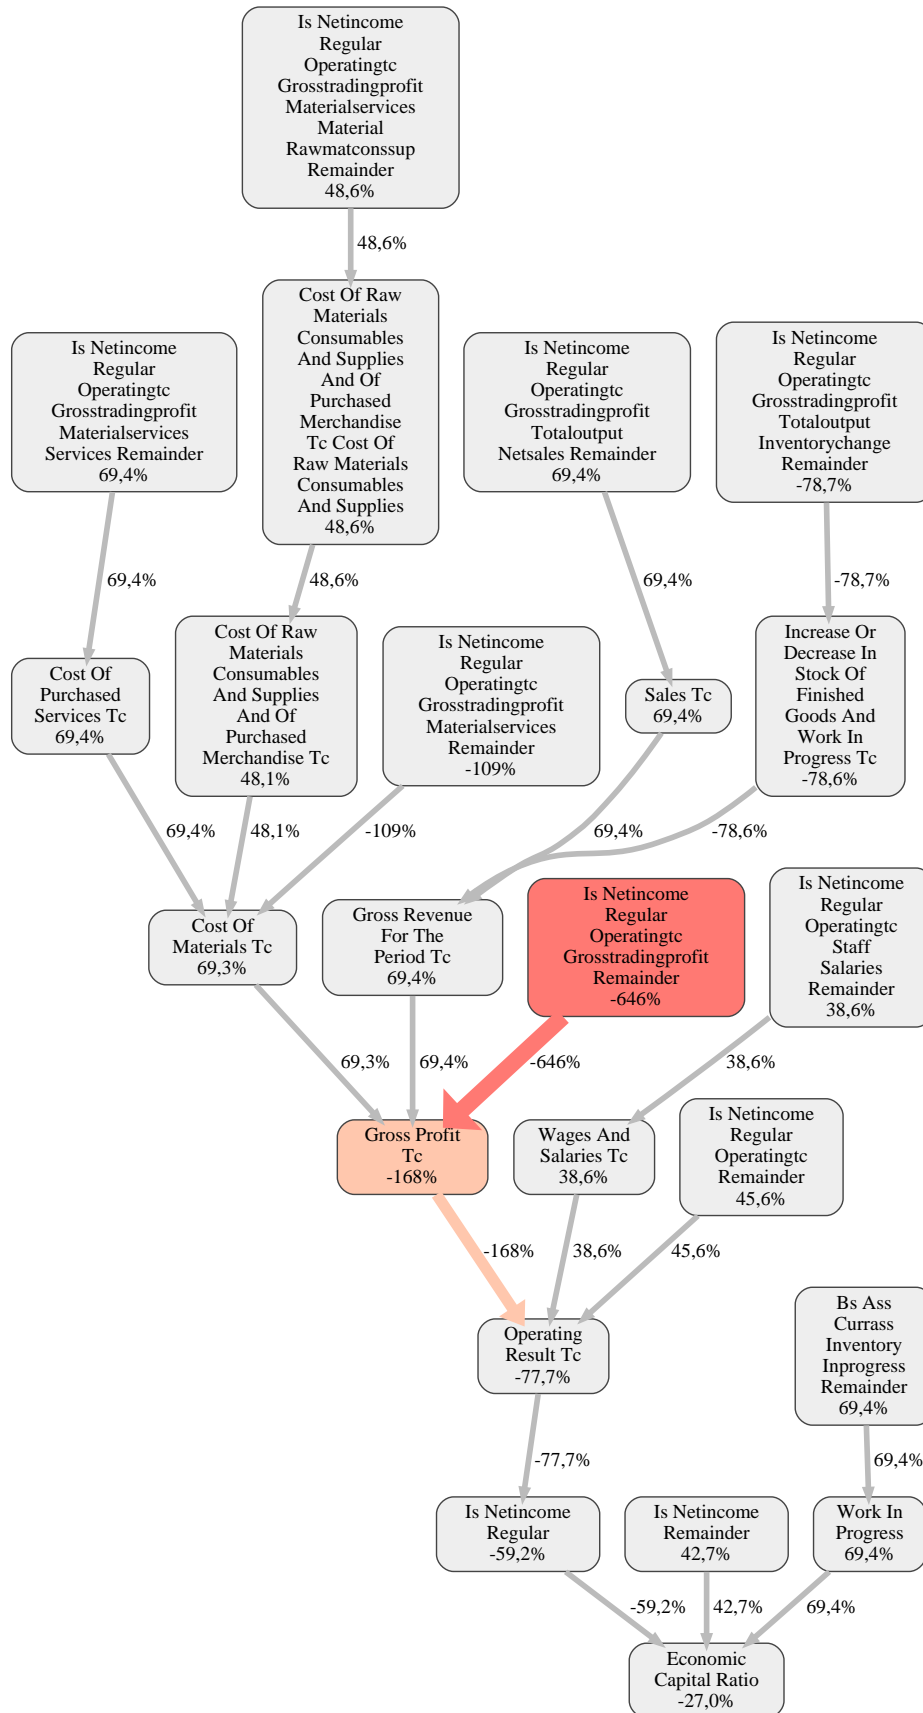 Is Netincome
Regular
Operatingtc
Grosstradingprofit
Materialservices
Material
Rawmatconssup
Remainder
48,6%
48,6%
Is Netincome
Regular
Operatingtc
Grosstradingprofit
Materialservices
Services Remainder
69,4%
Cost Of Raw
Materials
Consumables
And Supplies
And Of
Purchased
Merchandise
Tc Cost Of
Raw Materials
Consumables
And Supplies
48,6%
Is Netincome
Regular
Operatingtc
Grosstradingprofit
Totaloutput
Netsales Remainder
69,4%
Is Netincome
Regular
Operatingtc
Grosstradingprofit
Totaloutput
Inventorychange
Remainder
-78,7%
69,4%
48,6%
69,4%
-78,7%
Cost Of
Purchased
Services Tc
69,4%
Cost Of Raw
Materials
Consumables
And Supplies
And Of
Purchased
Merchandise Tc
48,1%
Is Netincome
Regular
Operatingtc
Grosstradingprofit
Materialservices
Remainder
-109%
Sales Tc
69,4%
Increase Or
Decrease In
Stock Of
Finished
Goods And
Work In
Progress Tc
-78,6%
69,4%
48,1%
-109%
69,4%
-78,6%
Cost Of
Materials Tc
69,3%
Gross Revenue
For The
Period Tc
69,4%
Is Netincome
Regular
Operatingtc
Grosstradingprofit
Remainder
-646%
Is Netincome
Regular
Operatingtc
Staff
Salaries
Remainder
38,6%
69,3%
69,4%
-646%
38,6%
Gross Profit
Tc
-168%
Wages And
Salaries Tc
38,6%
Is Netincome
Regular
Operatingtc
Remainder
45,6%
-168%
38,6%
45,6%
Operating
Result Tc
-77,7%
Bs Ass
Currass
Inventory
Inprogress
Remainder
69,4%
-77,7%
69,4%
Is Netincome
Regular
-59,2%
Is Netincome
Remainder
42,7%
Work In
Progress
69,4%
-59,2%
42,7%
69,4%
Economic
Capital Ratio
-27,0%